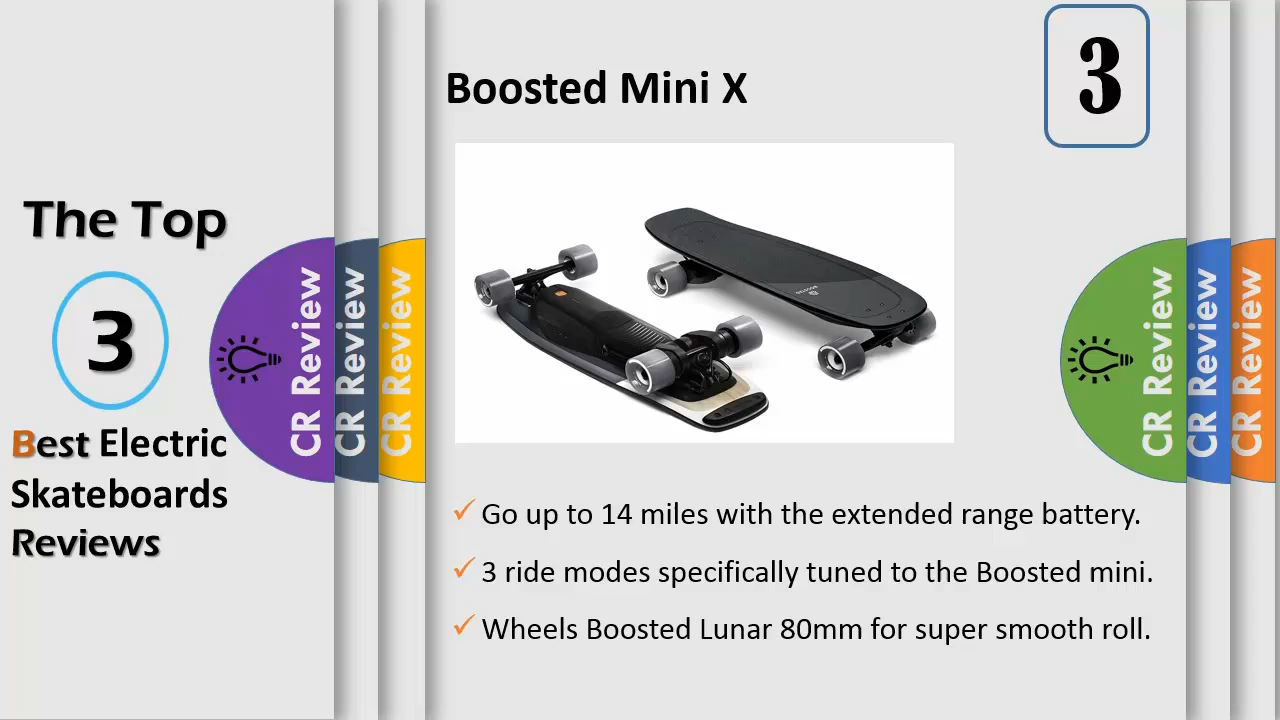 The Top
3
Best Electric
Skateboards
Reviews
CR Review
CR Review
CR Review
Boosted Mini X
3
BOOSTED
Go up to 14 miles with the extended range battery.
3 ride modes specifically tuned to the Boosted mini.
Wheels Boosted Lunar 80mm for super smooth roll.
CR Review
CR Review
CR Review